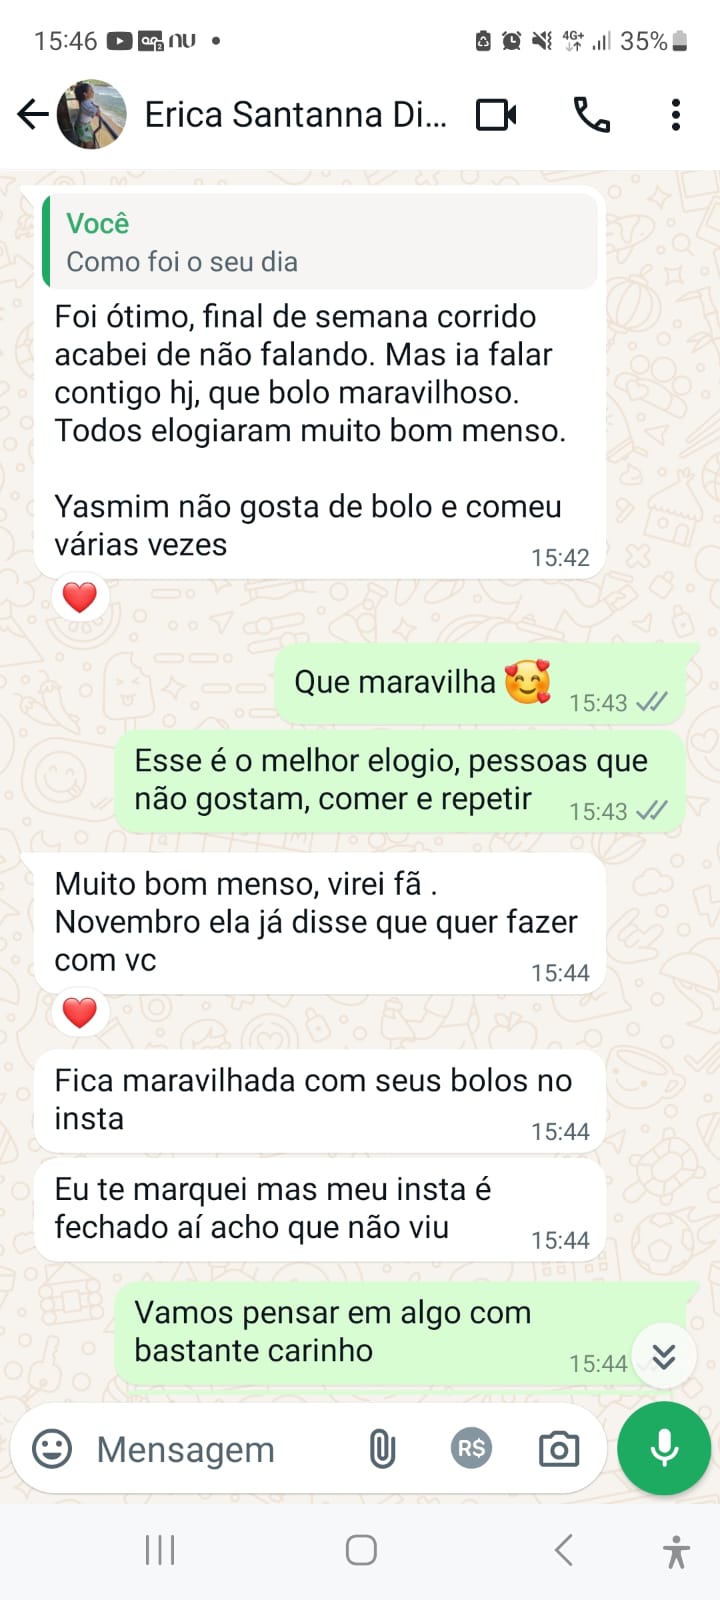 15:46
nu
4G+
35%
Erica Santanna Di...
Você
Como foi o seu dia
Foi ótimo, final de semana corrido
acabei de não falando. Mas ia falar
contigo hj, que bolo maravilhoso.
Todos elogiaram muito bom menso.
Yasmim não gosta de bolo e comeu
várias vezes
15:42
Que maravilha
15:43
Esse é o melhor elogio, pessoas que
não gostam, comer e repetir
15:43
Muito bom menso, virei fã .
Novembro ela já disse que quer fazer
com vc
15:44
Fica maravilhada com seus bolos no
insta
15:44
Eu te marquei mas meu insta é
fechado aí acho que não viu
15:44
Vamos pensar em algo com
bastante carinho
15:44
Mensagem
R$